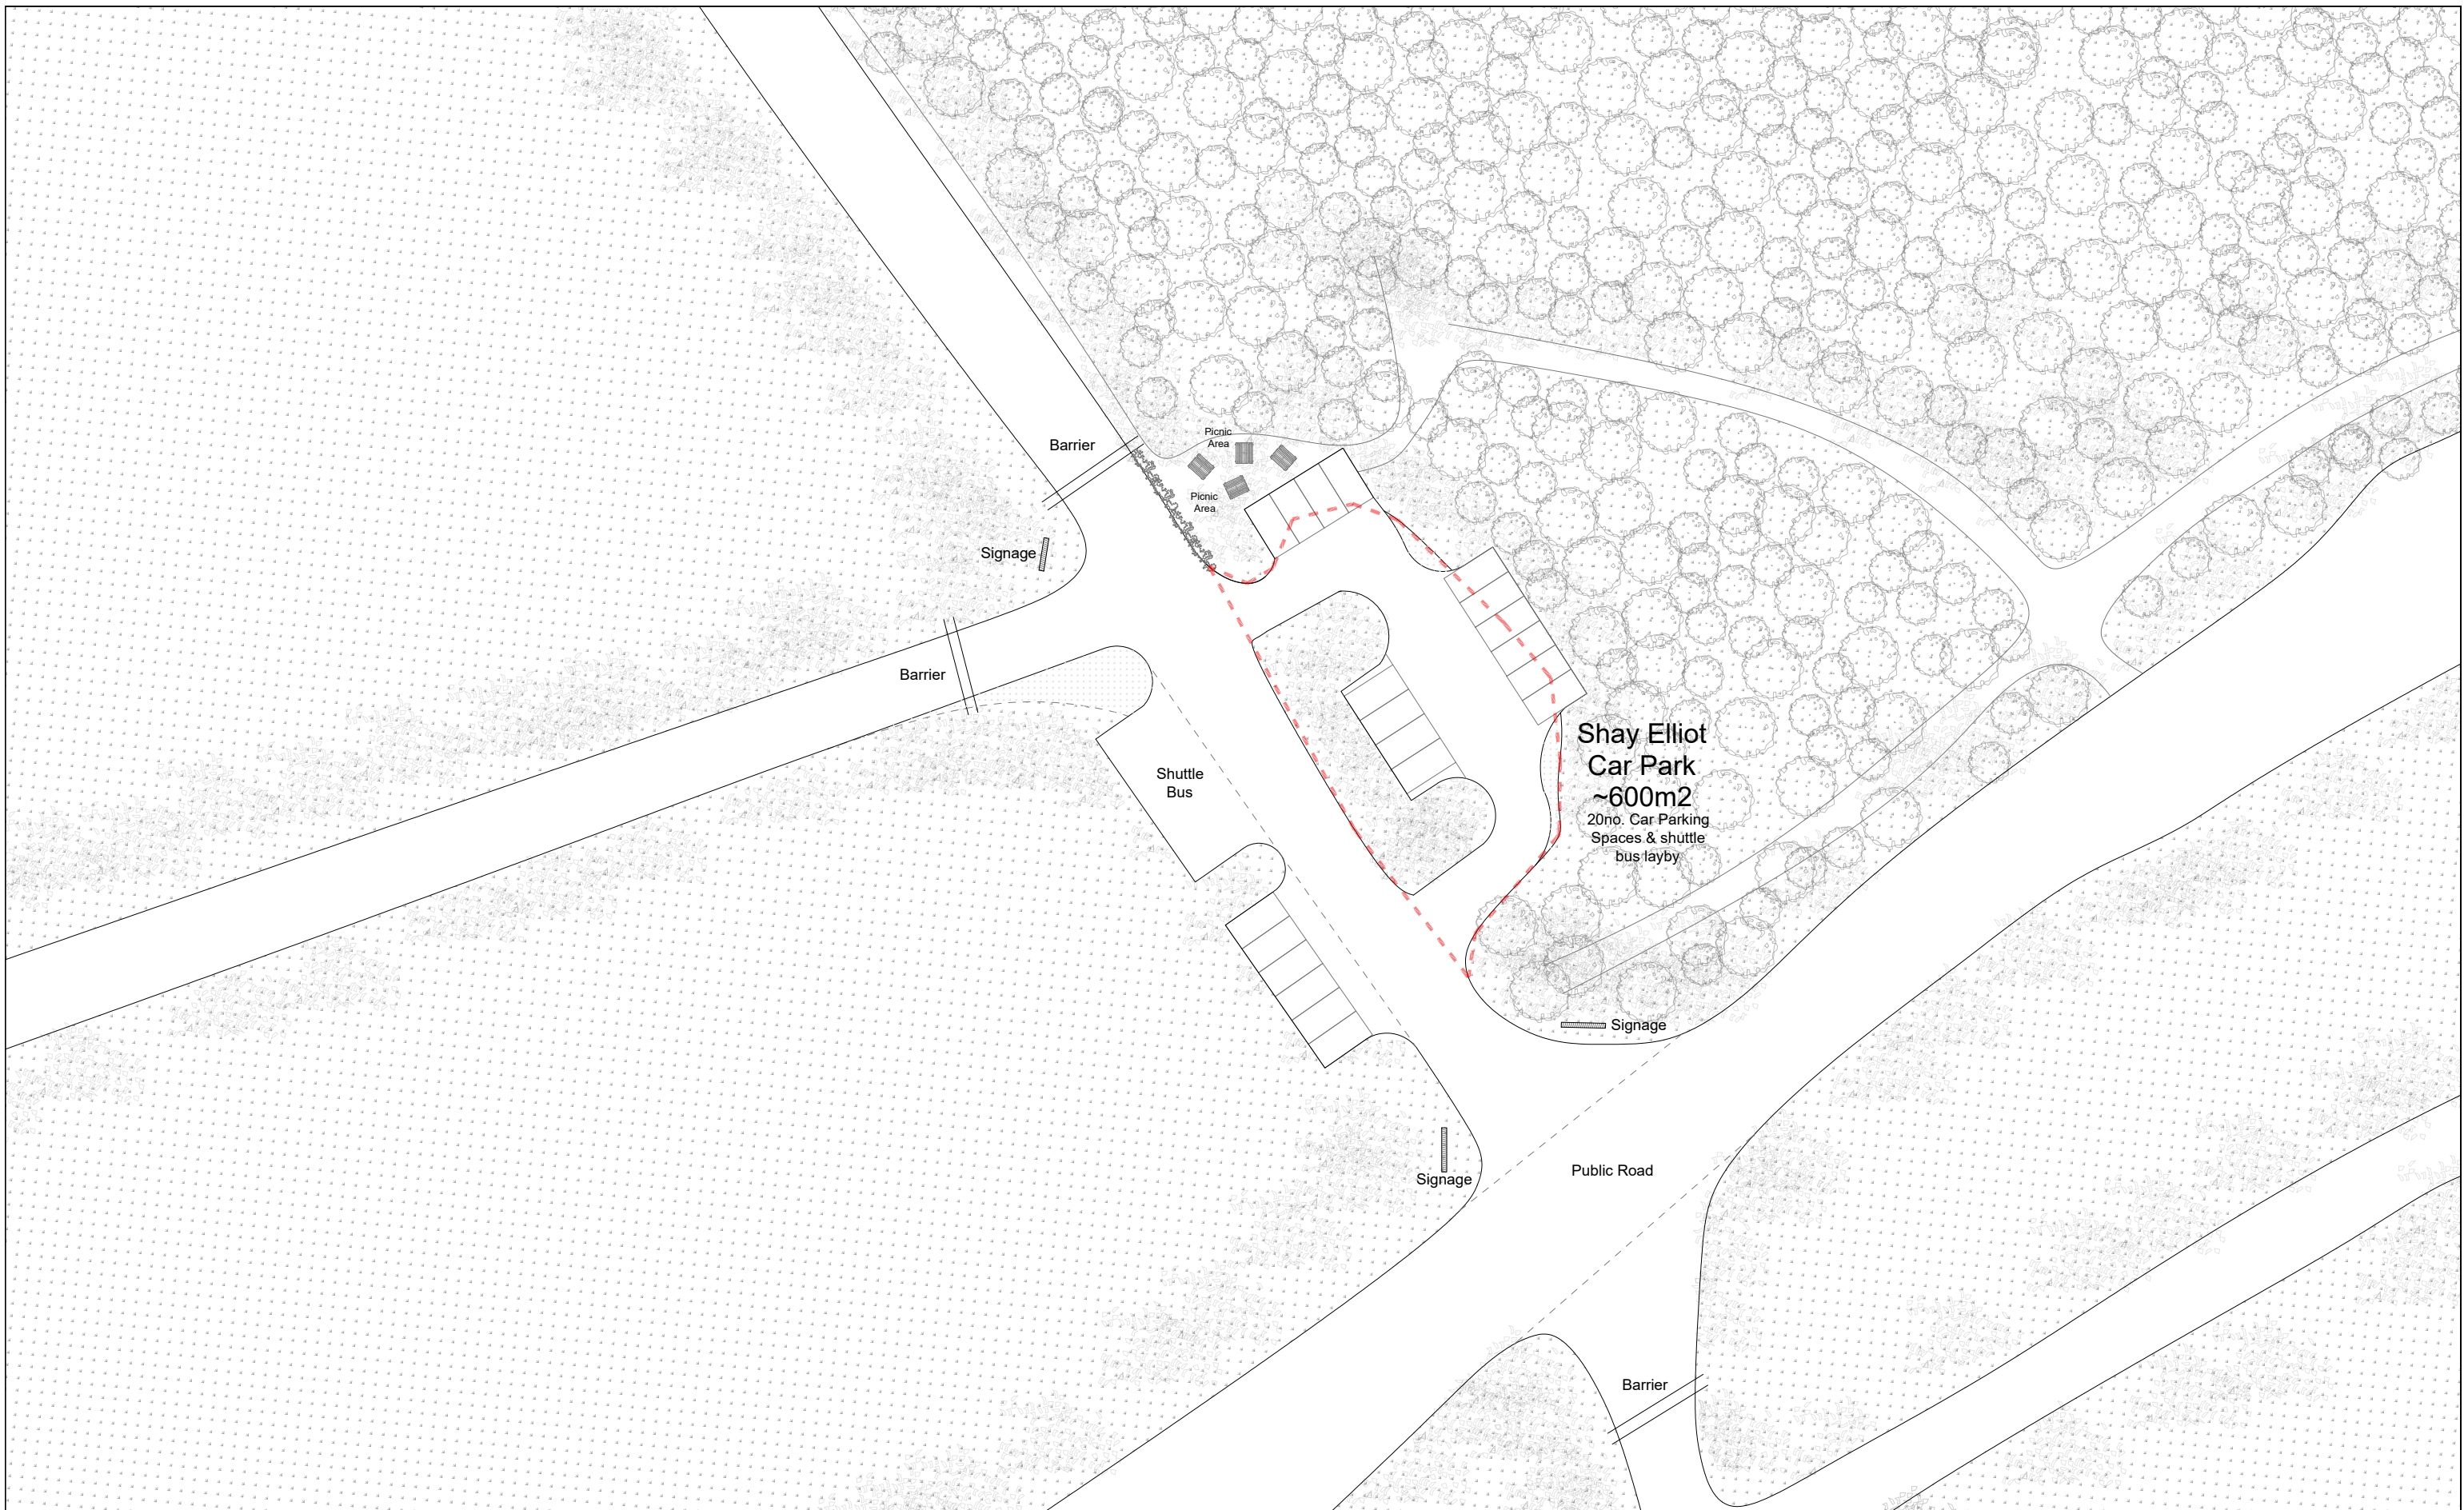 Picnic
Area
Barrier
Picnic
Area
Signage
Barrier
Shuttle
Bus
Shay Elliot
Car Park
~600m2
20no. Car Parking
Spaces & shuttle
bus layby
Signage
Public Road
Signage
Barrier